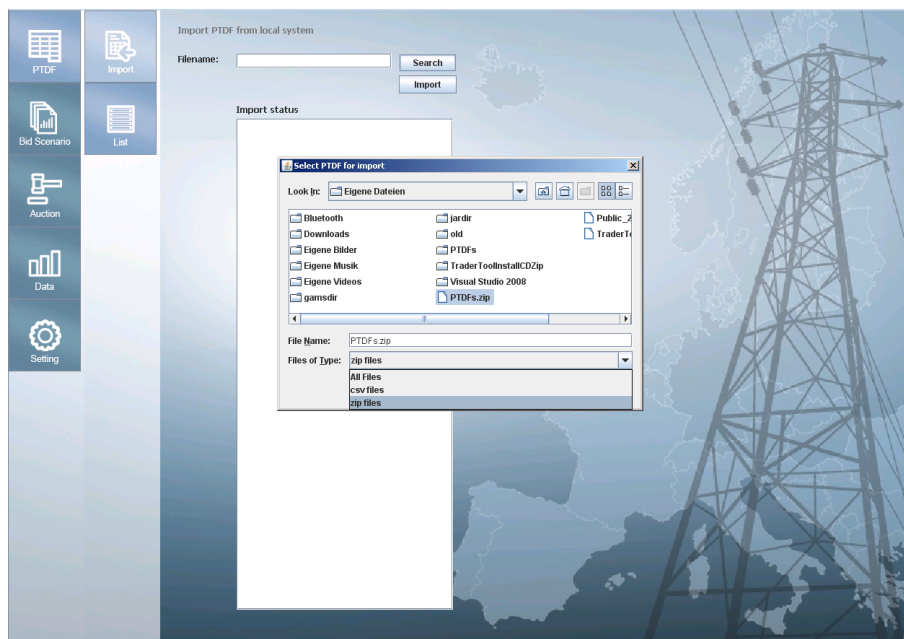 Import PTDF from local system
PTDF
Import
Filename:
Search
Import
Import status
Bid Scenario
List
Auction
Data
Setting
Select PTDF for import
Look In: Eigene Dateien
Bluetooth
Downloads
Eigene Bilder
Eigene Musik
Eigene Videos
gamsdir
jardir
old
PTDFs
TraderToolInstallCDZip
Visual Studio 2008
PTDFs.zip
Public_Z
File Name: PTDFs.zip
Files of Type: zip files
All Files
csv files
zip files